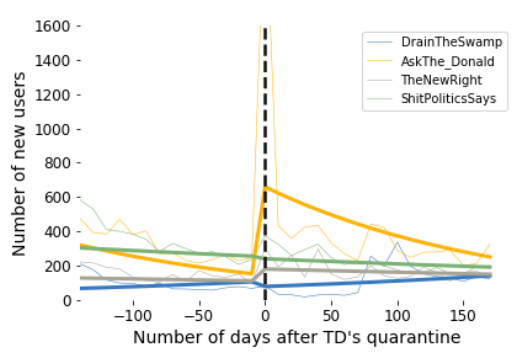 1600
1400
1200
1000
800
600
400
200
0
Number of new users
DrainTheSwamp
AskThe_Donald
TheNewRight
ShitPoliticsSays
−100 −50 0 50 100 150
Number of days after TD's quarantine